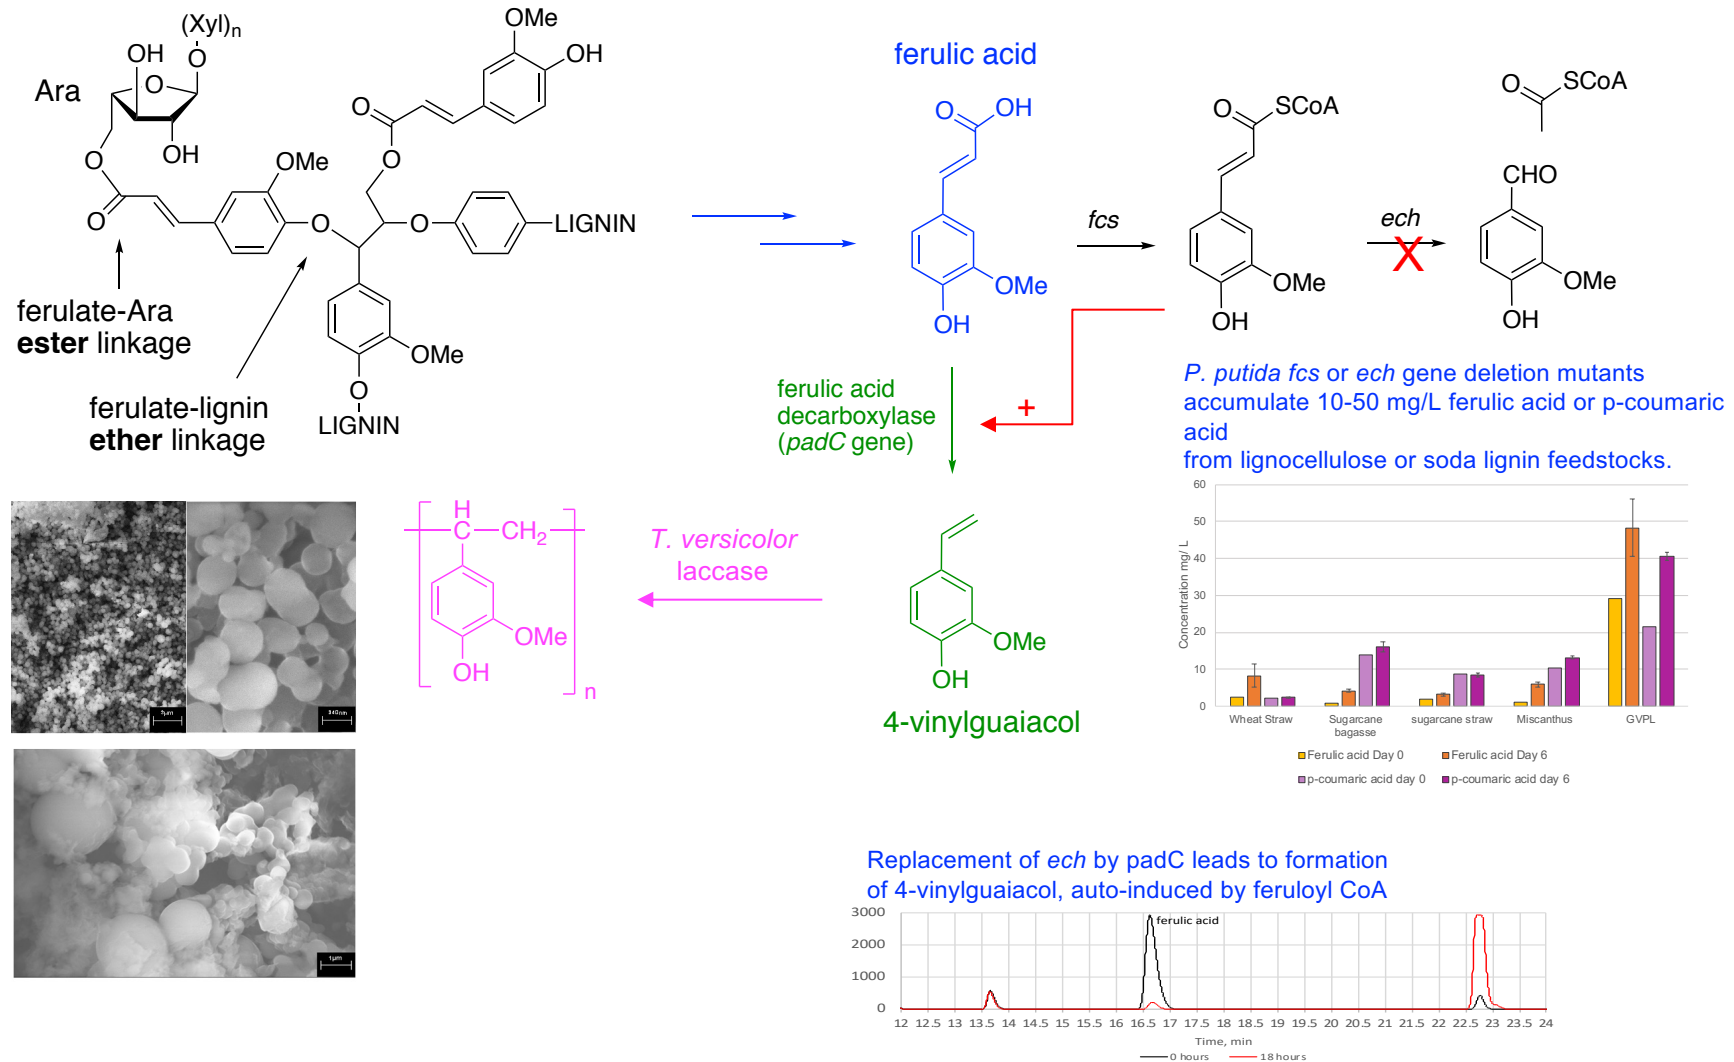 (Xyl)n
O
OH
O
Ara
OH
O
O
OMe
O
OMe
OH
O
O
O
LIGNIN
OMe
O
LIGNIN
ferulate-Ara
ester linkage
ferulate-lignin
ether linkage
ferulic acid
O
OH
OMe
OH
fcs
O
SCoA
OMe
OH
ech
X
O
SCoA
CHO
OMe
OH
ferulic acid
decarboxylase
(padC gene)
+
P. putida fcs or ech gene deletion mutants
accumulate 10-50 mg/L ferulic acid or p-coumaric
acid
from lignocellulose or soda lignin feedstocks.
H
C
CH2
OMe
OH
n
T. versicolor
laccase
OMe
OH
4-vinylguaiacol
Concentration mg/ L
60
50
40
30
20
10
0
Wheat Straw
Sugarcane
bagasse
sugarcane straw
Miscanthus
GVPL
Ferulic acid Day 0
Ferulic acid Day 6
p-coumaric acid day 0
p-coumaric acid day 6
1µm
Replacement of ech by padC leads to formation
of 4-vinylguaiacol, auto-induced by feruloyl CoA
3000
2000
1000
0
ferulic acid
12 12.5 13 13.5 14 14.5 15 15.5 16 16.5 17 17.5 18 18.5 19 19.5 20 20.5 21 21.5 22 22.5 23 23.5 24
Time, min
0 hours
18 hours